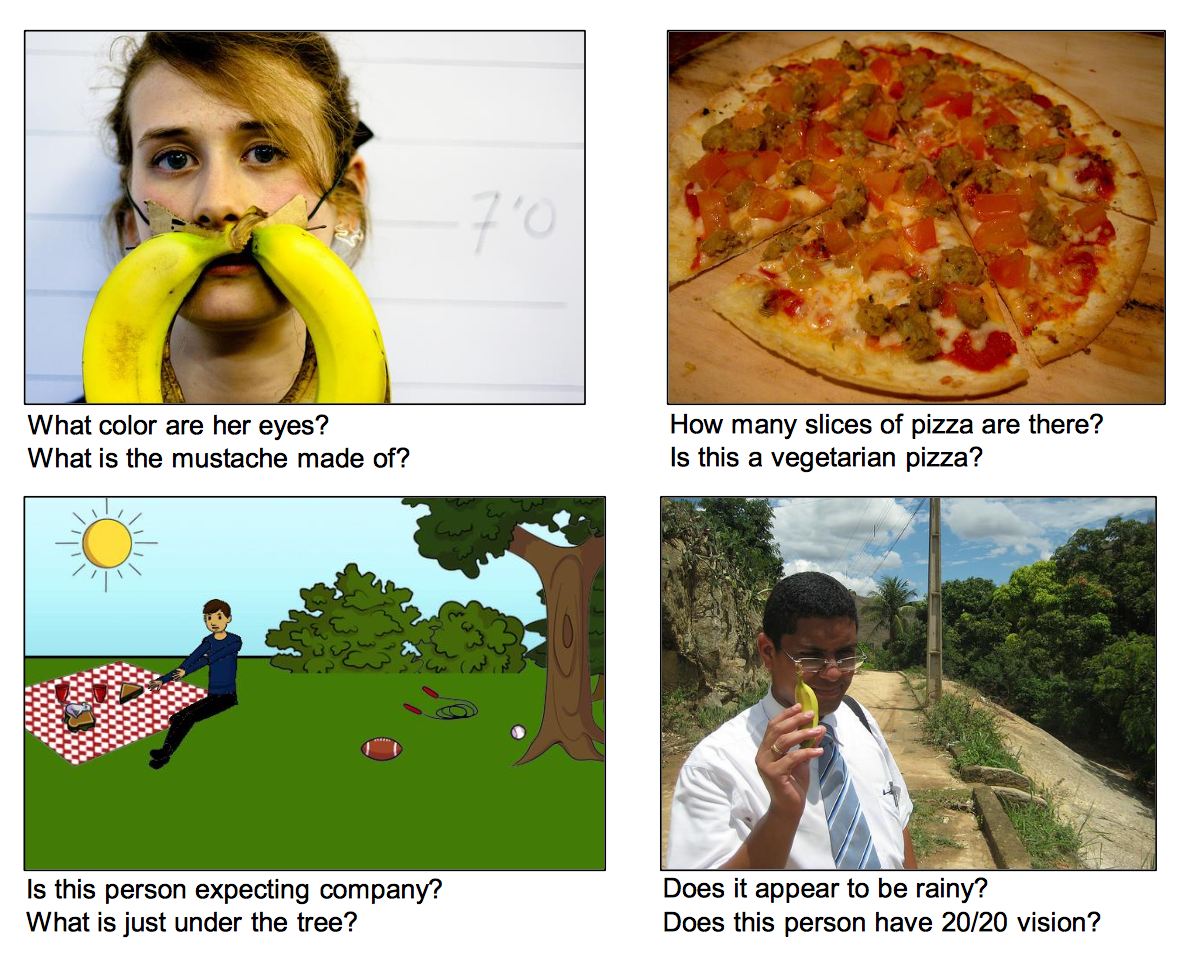 7'0
What color are her eyes?
What is the mustache made of?
How many slices of pizza are there?
Is this a vegetarian pizza?
Is this person expecting company?
What is just under the tree?
Does it appear to be rainy?
Does this person have 20/20 vision?